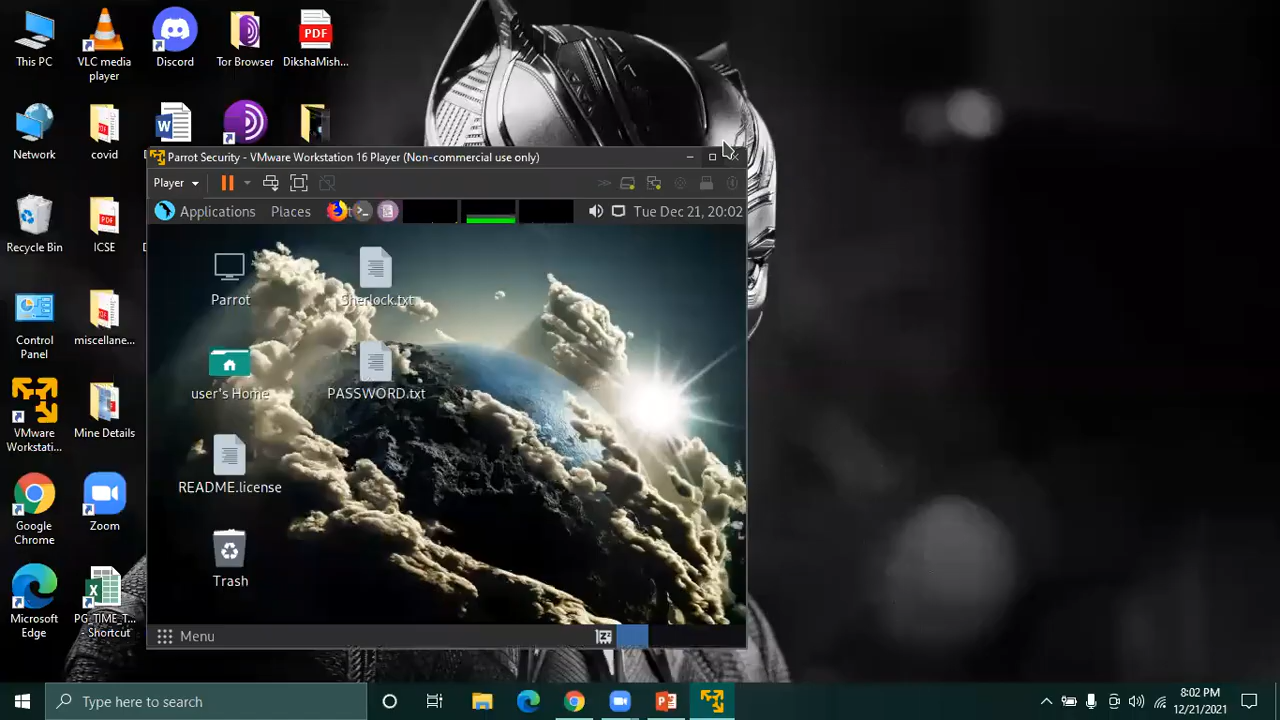 This PC
VLC media
player
Discord
Tor Browser
PDF
DikshaMish...
Network
covid
Recycle Bin
ICSE
Control
Panel
miscellane...
VMware
Workstati...
Mine Details
Google
Chrome
Zoom
Microsoft
Edge
PG_TIME_T...
- Shortcut
Parrot Security - VMware Workstation 16 Player (Non-commercial use only)
Player
Applications Places Tue Dec 21, 20:02
Parrot
Sherlock.txt
user's Home
PASSWORD.txt
README.license
Trash
Menu
Type here to search
8:02 PM
12/21/2021